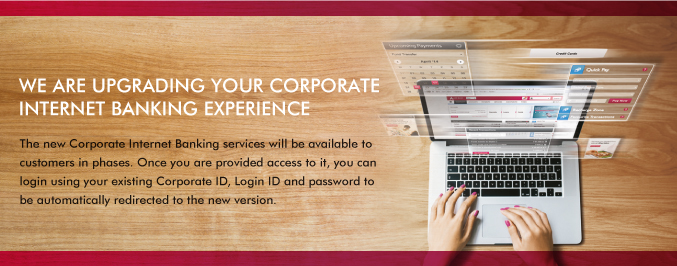 WE ARE UPGRADING YOUR CORPORATE
INTERNET BANKING EXPERIENCE
The new Corporate Internet Banking services will be available to
customers in phases. Once you are provided access to it, you can
login using your existing Corporate ID, Login ID and password to
be automatically redirected to the new version.
Upcoming Payments
April '14
Credit Cards
Quick Pay